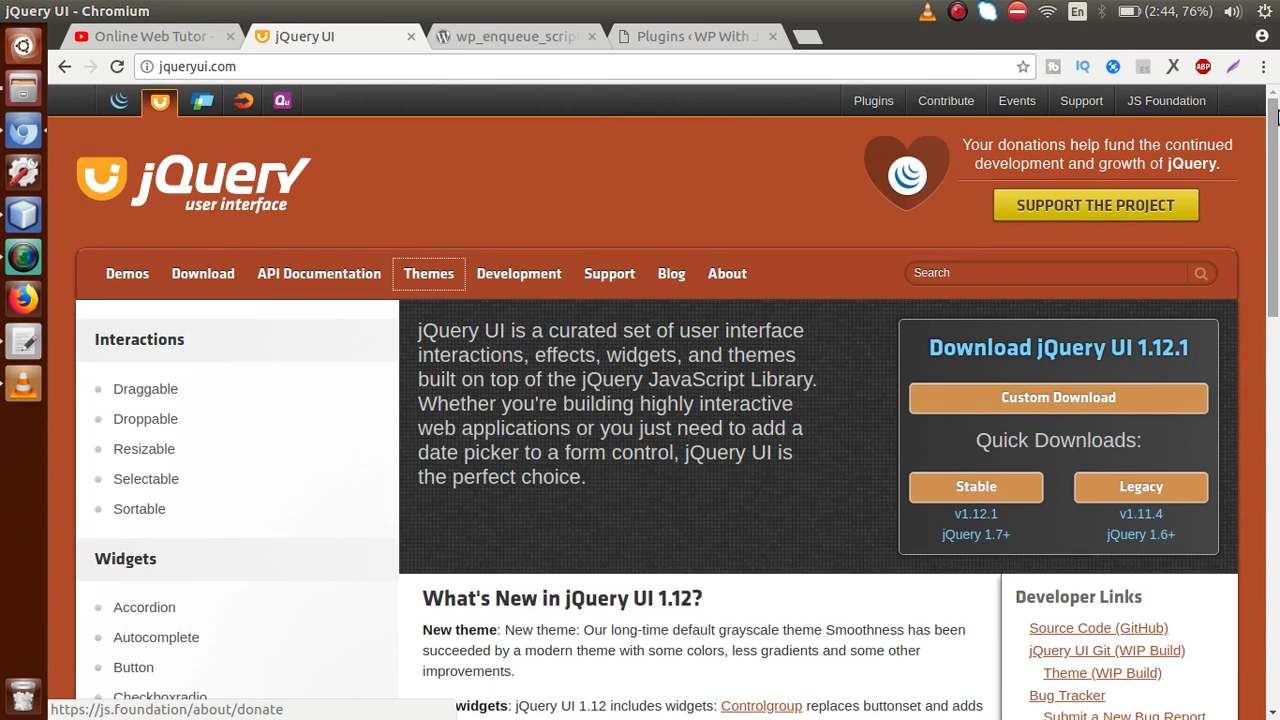 jQuery UI - Chromium
En
(2:44, 76%)
Online Web Tutor -
jQuery UI
wp_enqueue_scrip
Plugins ‹ WP With J
jqueryui.com
ABP
Plugins
Contribute
Events
Support
JS Foundation
jQuery
user interface
Your donations help fund the continued
development and growth of jQuery.
SUPPORT THE PROJECT
Demos
Download
API Documentation
Themes
Development
Support
Blog
About
Search
Interactions
Draggable
Droppable
Resizable
Selectable
Sortable
Widgets
Accordion
Autocomplete
Button
Checkboxradio
jQuery UI is a curated set of user interface
interactions, effects, widgets, and themes
built on top of the jQuery JavaScript Library.
Whether you're building highly interactive
web applications or you just need to add a
date picker to a form control, jQuery UI is
the perfect choice.
Download jQuery UI 1.12.1
Custom Download
Quick Downloads:
Stable
v1.12.1
jQuery 1.7+
Legacy
v1.11.4
jQuery 1.6+
What's New in jQuery UI 1.12?
New theme: New theme: Our long-time default grayscale theme Smoothness has been
succeeded by a modern theme with some colors, less gradients and some other
improvements.
widgets: jQuery UI 1.12 includes widgets: Controlgroup replaces buttonset and adds
Developer Links
Source Code (GitHub)
jQuery UI Git (WIP Build)
Theme (WIP Build)
Bug Tracker
Submit a New Bug Report
https://js.foundation/about/donate